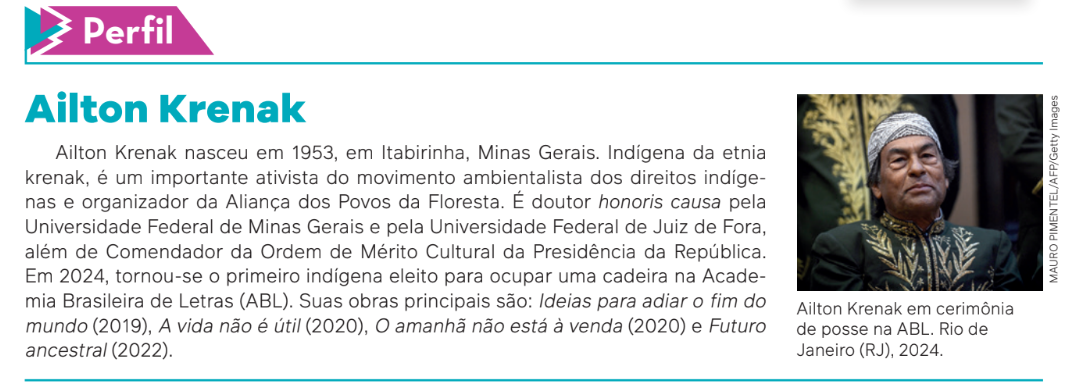 Perfil
Ailton Krenak
Ailton Krenak nasceu em 1953, em Itabirinha, Minas Gerais. Indígena da etnia
krenak, é um importante ativista do movimento ambientalista dos direitos indíge-
nas e organizador da Aliança dos Povos da Floresta. É doutor honoris causa pela
Universidade Federal de Minas Gerais e pela Universidade Federal de Juiz de Fora,
além de Comendador da Ordem de Mérito Cultural da Presidência da República.
Em 2024, tornou-se o primeiro indígena eleito para ocupar uma cadeira na Acade-
mia Brasileira de Letras (ABL). Suas obras principais são: Ideias para adiar o fim do
mundo (2019), A vida não é útil (2020), O amanhã não está à venda (2020) e Futuro
ancestral (2022).
MAURO PIMENTEL/AFP/Getty Images
Ailton Krenak em cerimônia
de posse na ABL. Rio de
Janeiro (RJ), 2024.